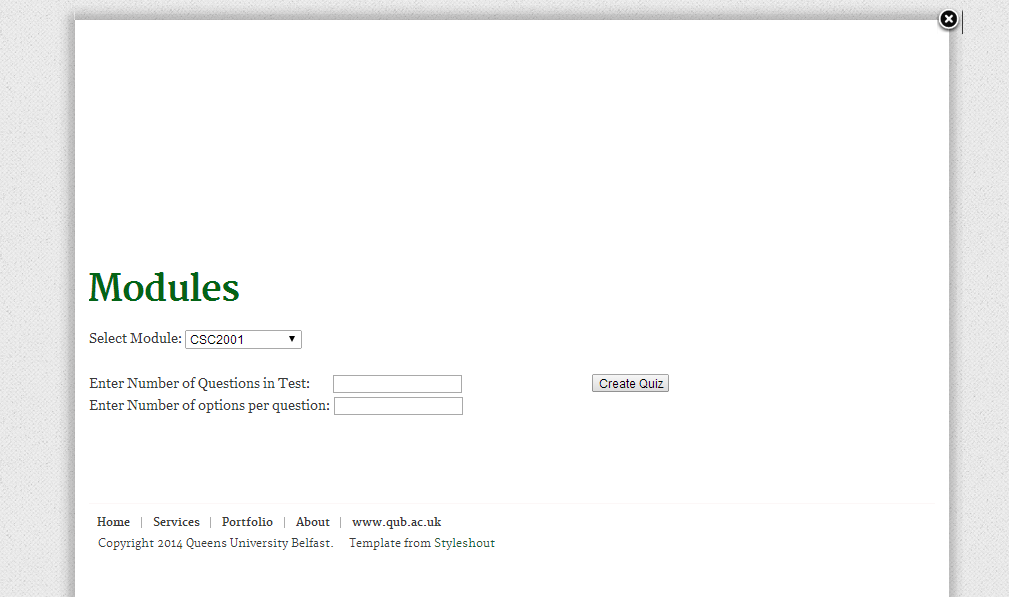 Modules
Select Module: CSC2001
Enter Number of Questions in Test: Create Quiz
Enter Number of options per question:
Home | Services | Portfolio | About | www.qub.ac.uk
Copyright 2014 Queens University Belfast. Template from Styleshout